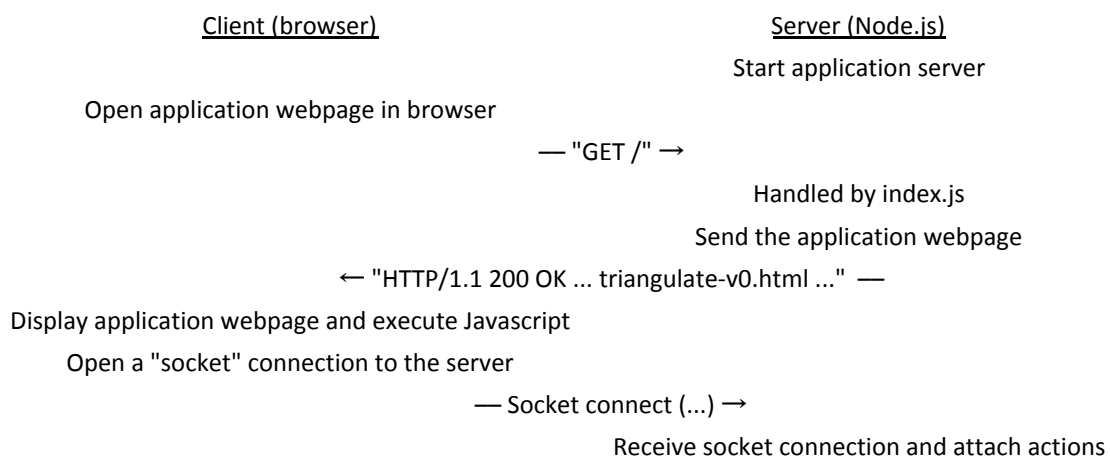 Client (browser) Server (Node.js)
Start application server
Open application webpage in browser
— "GET /" →
Handled by index.js
Send the application webpage
← "HTTP/1.1 200 OK ... triangulate-v0.html ..." —
Display application webpage and execute Javascript
Open a "socket" connection to the server
— Socket connect (...) →
Receive socket connection and attach actions